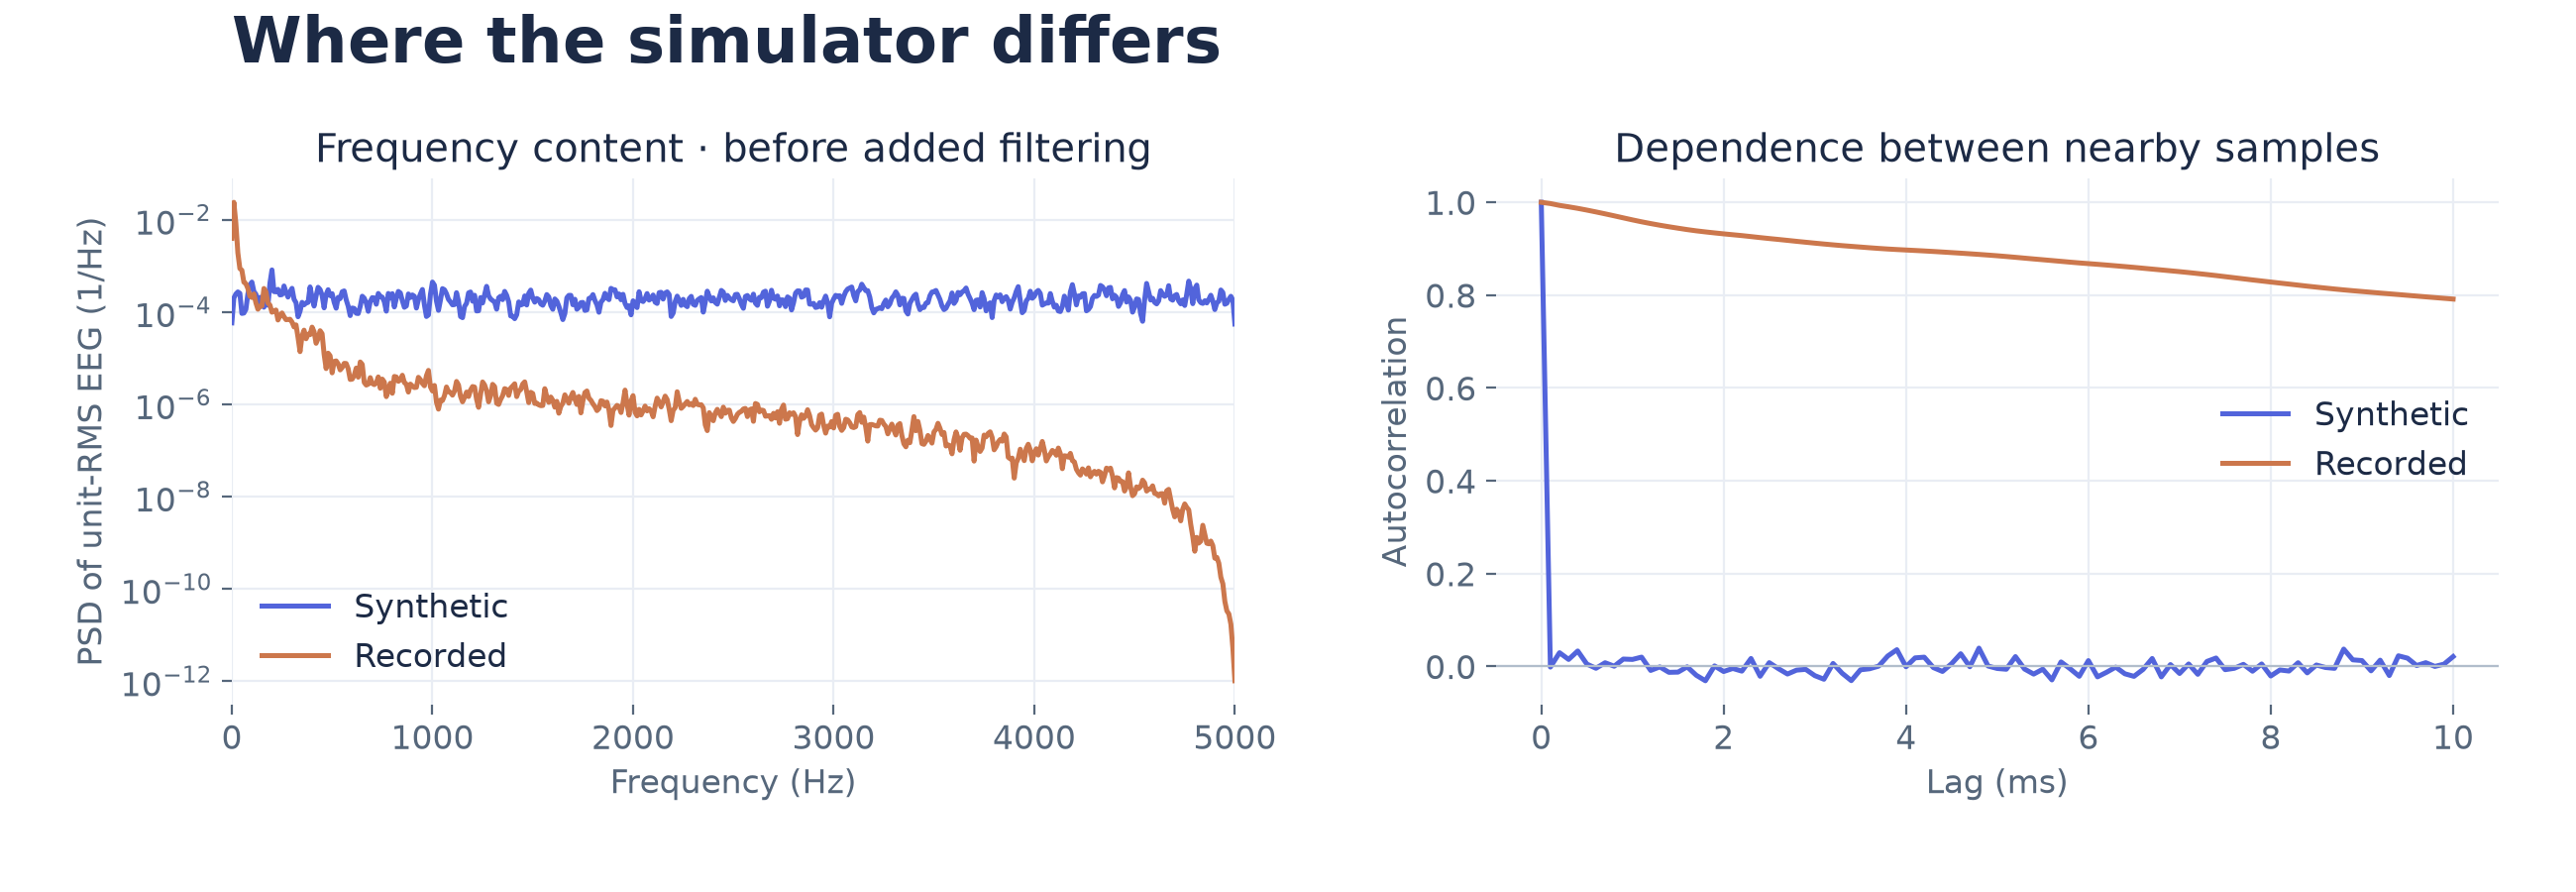 Where the simulator differs
Frequency content · before added filtering
PSD of unit-RMS EEG (1/Hz)
10⁻²
10⁻⁴
10⁻⁶
10⁻⁸
10⁻¹⁰
10⁻¹²
Synthetic
Recorded
0 1000 2000 3000 4000 5000
Frequency (Hz)
Dependence between nearby samples
Autocorrelation
1.0
0.8
0.6
0.4
0.2
0.0
Synthetic
Recorded
0 2 4 6 8 10
Lag (ms)